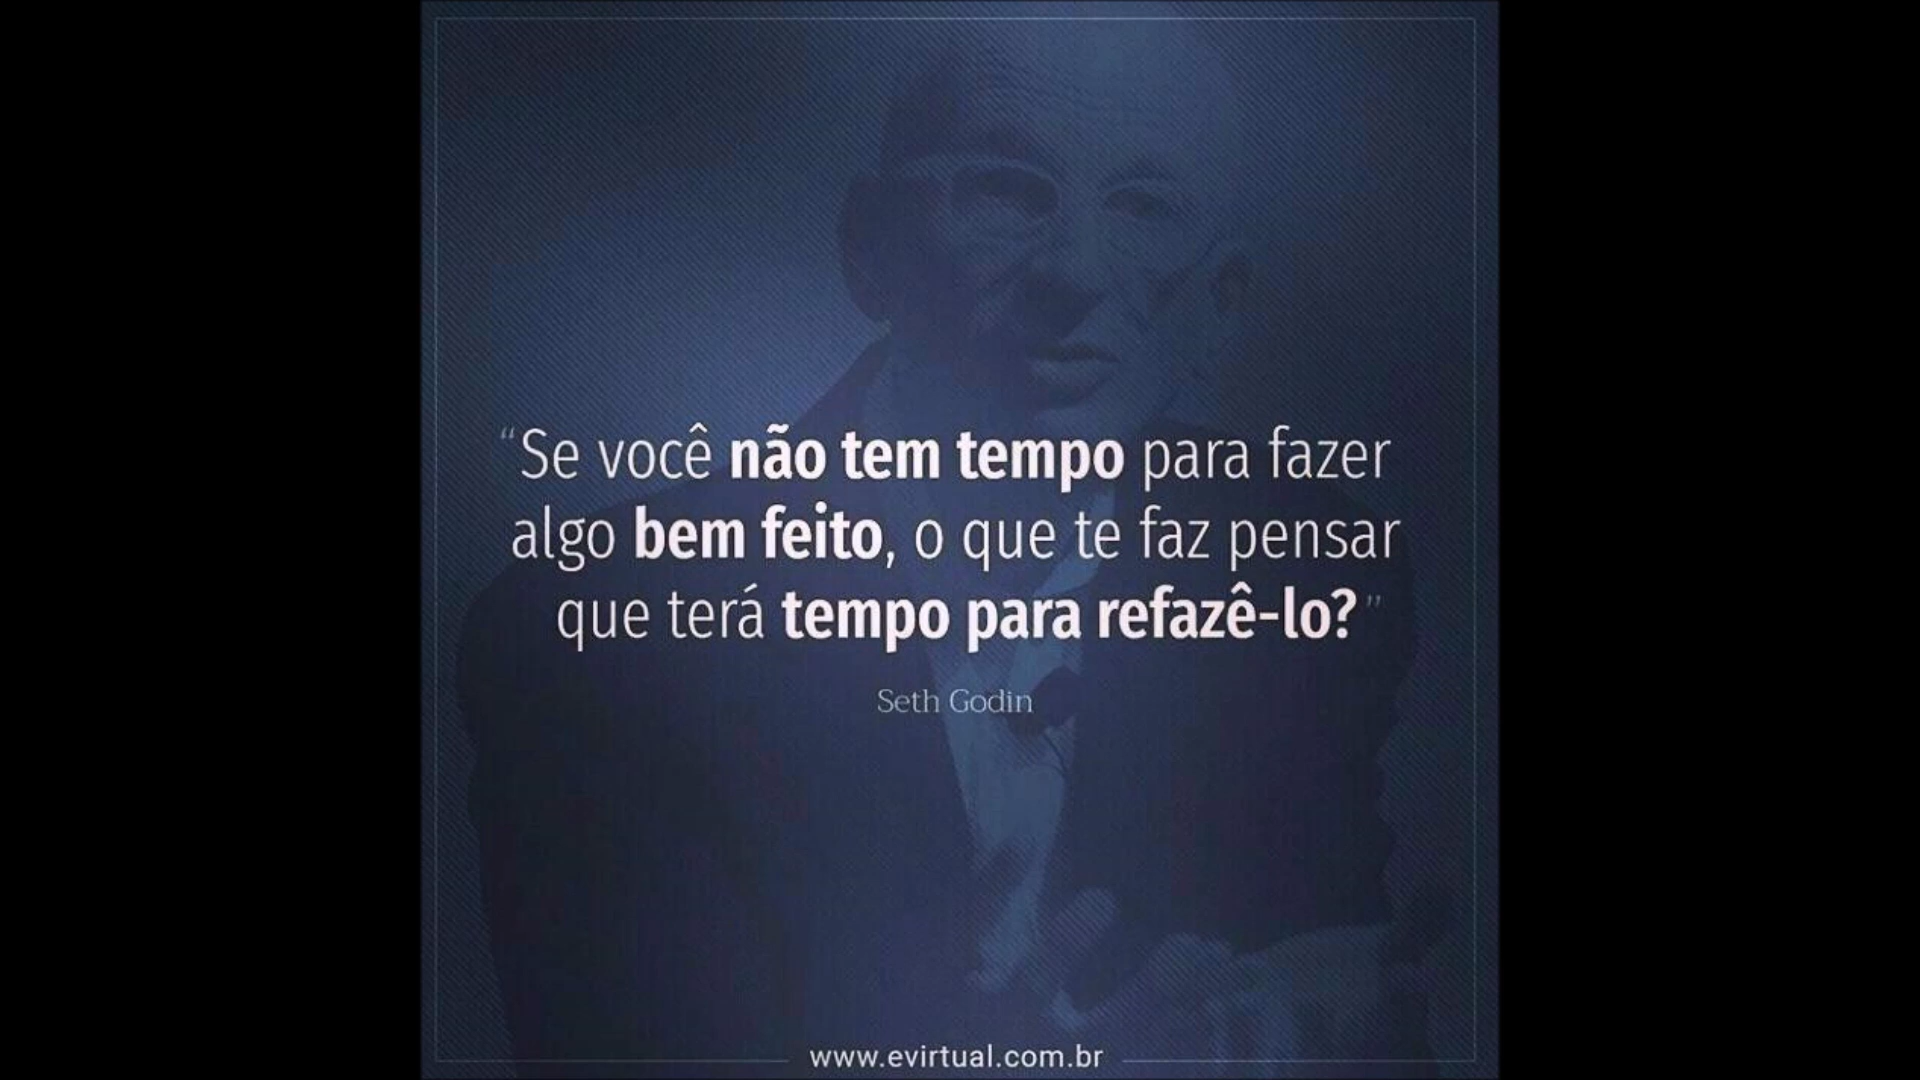 “Se você não tem tempo para fazer
algo bem feito, o que te faz pensar
que terá tempo para refazê-lo?”
Seth Godin
www.evirtual.com.br